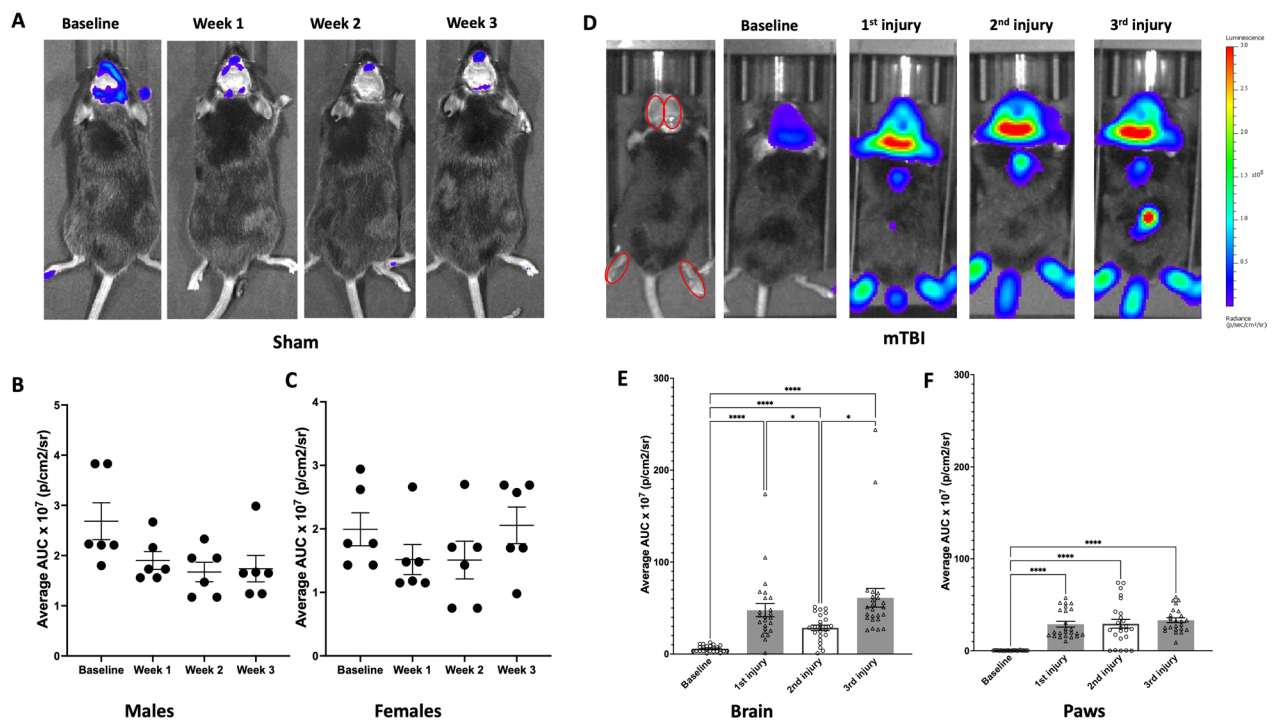 A
Baseline
Week 1
Week 2
Week 3
Sham
D
Baseline
1st injury
2nd injury
3rd injury
mTBI
Luminescence
3.0
2.0
1.5
x10⁸
1.0
0.5
Radiance
(p/sec/cm²/sr)
B
Average AUC x 10⁷ (p/cm2/sr)
5
4
3
2
1
0
Baseline
Week 1
Week 2
Week 3
Males
C
Average AUC x 10⁷ (p/cm2/sr)
4
3
2
1
0
Baseline
Week 1
Week 2
Week 3
Females
E
Average AUC x 10⁷ (p/cm2/sr)
300
200
100
50
0
****
****
****
*
*
Baseline
1st injury
2nd injury
3rd injury
Brain
F
Average AUC x 10⁷ (p/cm2/sr)
300
200
100
50
0
****
****
****
Baseline
1st injury
2nd injury
3rd injury
Paws